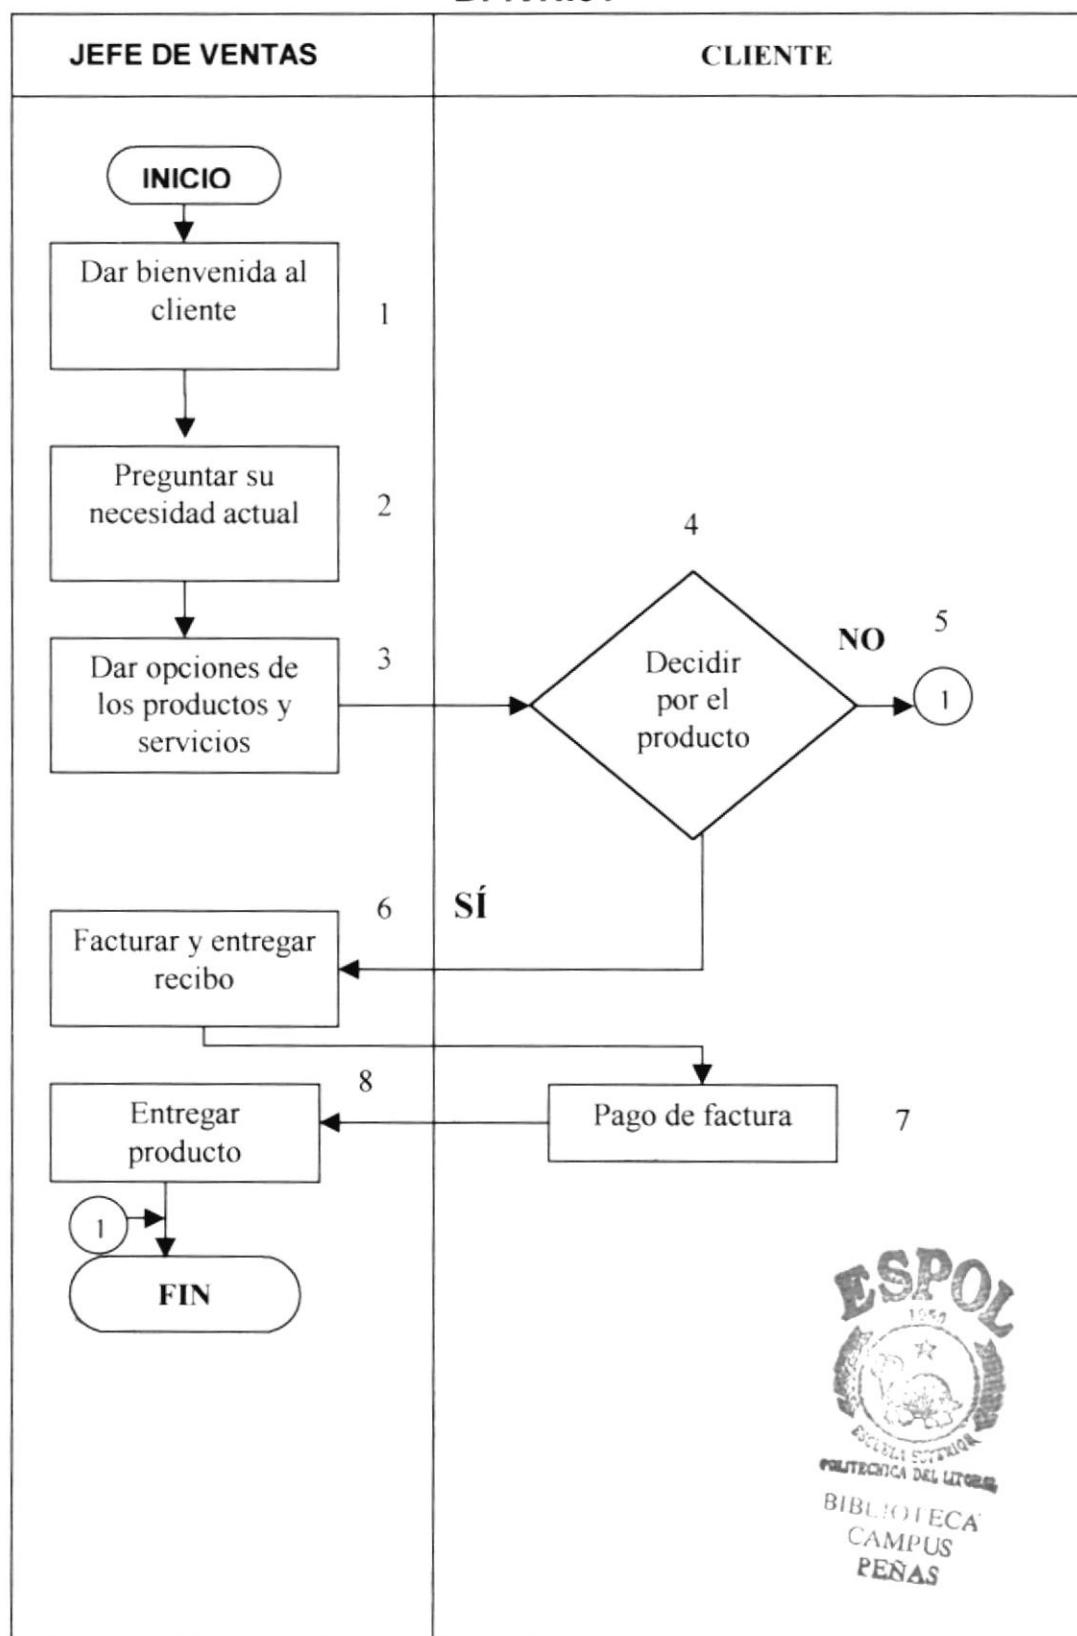 JEFE DE VENTAS
CLIENTE
INICIO
Dar bienvenida al
cliente
1
Preguntar su
necesidad actual
2
Dar opciones de
los productos y
servicios
3
4
Decidir
por el
producto
NO
5
1
SÍ
6
Facturar y entregar
recibo
Pago de factura
7
8
Entregar
producto
1
FIN
ESPOL
ESCUELA SUPERIOR
POLITECNICA DEL LITORAL
BIBLIOTECA
CAMPUS
PEÑAS